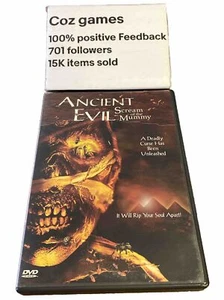 Coz games
100% positive Feedback
701 followers
15K items sold
ANCIENT
EVIL
Scream
of the
Mummy
A Deadly
Curse Has
Been
Unleashed
It Will Rip Your Soul Apart!
DVD